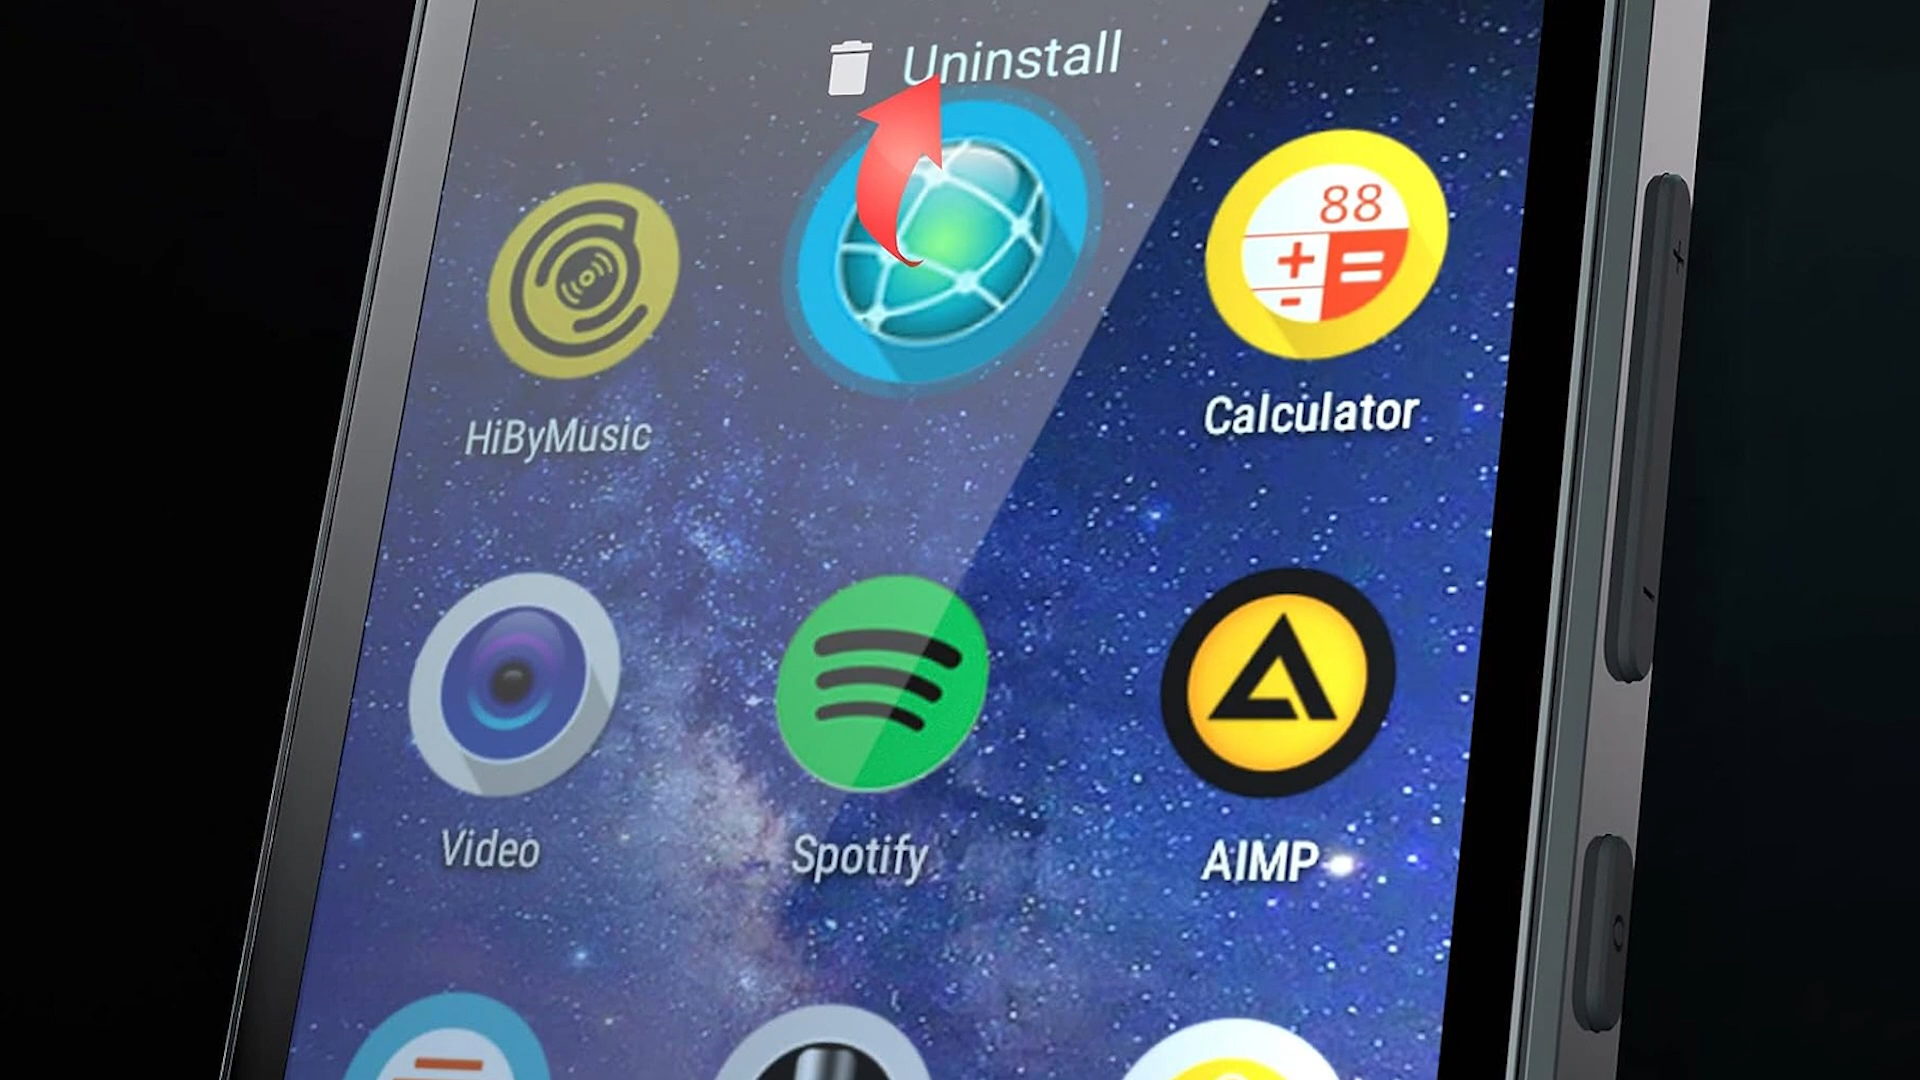 Uninstall
88
+ =
-
HiByMusic
Calculator
Video
Spotify
AIMP
+
-